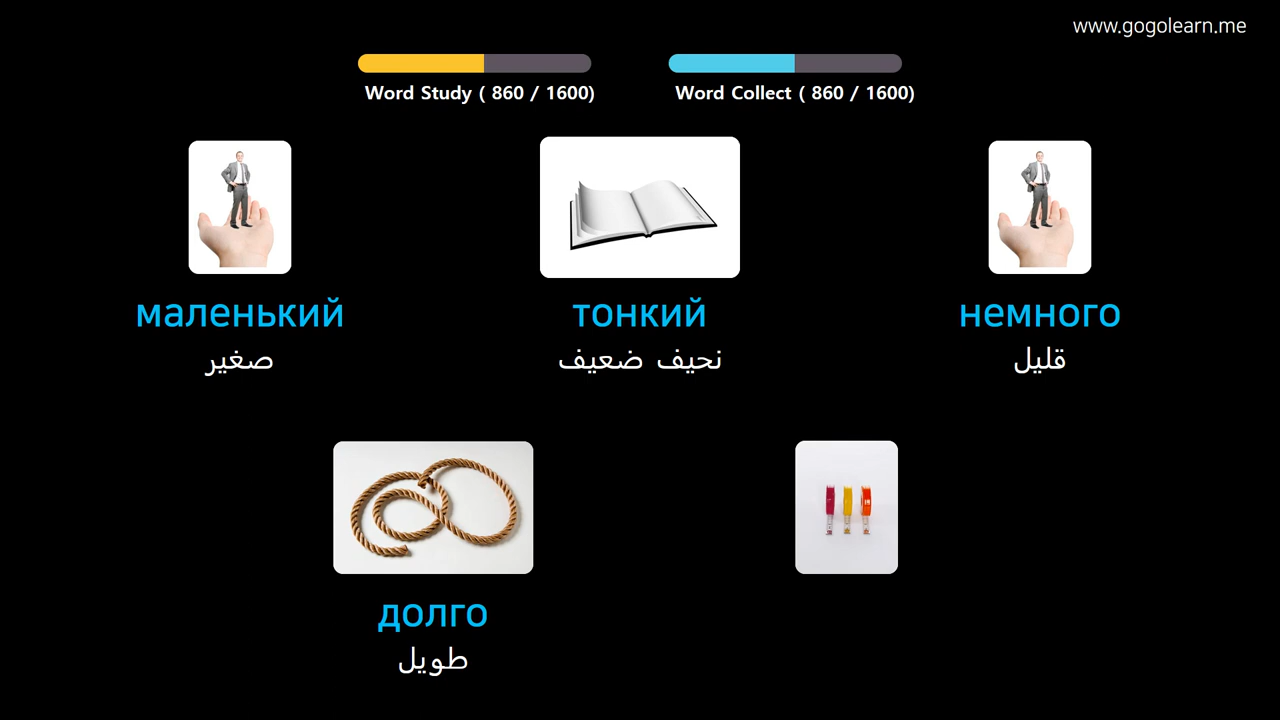 www.gogolearn.me
Word Study ( 860 / 1600)
Word Collect ( 860 / 1600)
маленький
тонкий
немного
صغير
نحيف ضعيف
قليل
долго
طويل